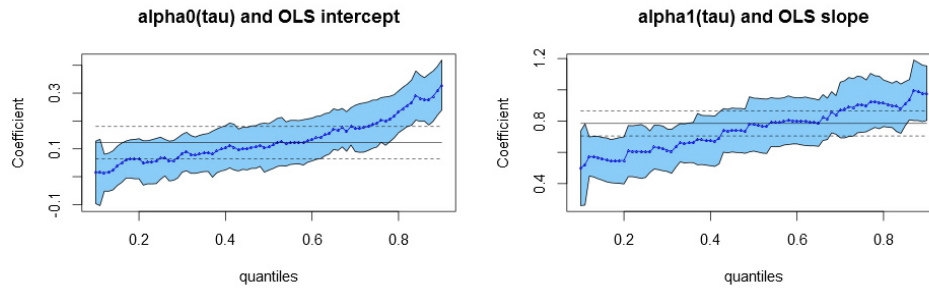 alpha0(tau) and OLS intercept
Coefficient
-0.1 0.1 0.3
0.2 0.4 0.6 0.8
quantiles
alpha1(tau) and OLS slope
Coefficient
0.4 0.8 1.2
0.2 0.4 0.6 0.8
quantiles